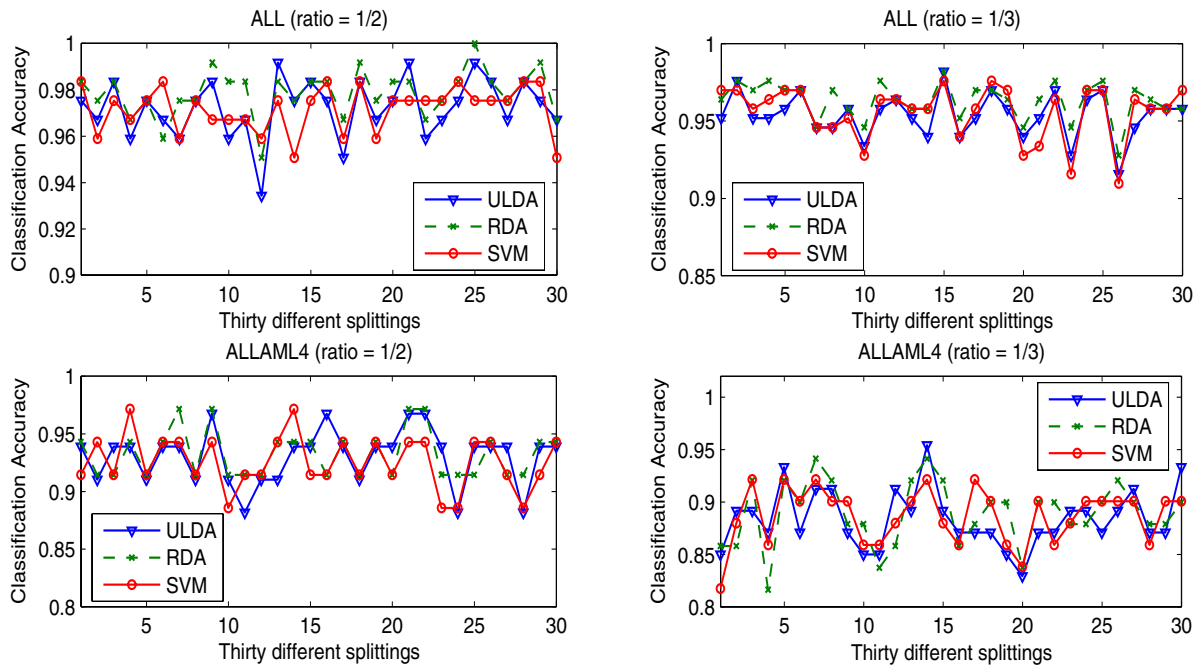 ALL (ratio = 1/2)
Classification Accuracy
1
0.98
0.96
0.94
0.92
0.9
5
10
15
20
25
30
Thirty different splittings
ULDA
RDA
SVM
ALL (ratio = 1/3)
Classification Accuracy
1
0.95
0.9
0.85
5
10
15
20
25
30
Thirty different splittings
ULDA
RDA
SVM
ALLAML4 (ratio = 1/2)
Classification Accuracy
1
0.95
0.9
0.85
0.8
5
10
15
20
25
30
Thirty different splittings
ULDA
RDA
SVM
ALLAML4 (ratio = 1/3)
Classification Accuracy
1
0.95
0.9
0.85
0.8
5
10
15
20
25
30
Thirty different splittings
ULDA
RDA
SVM